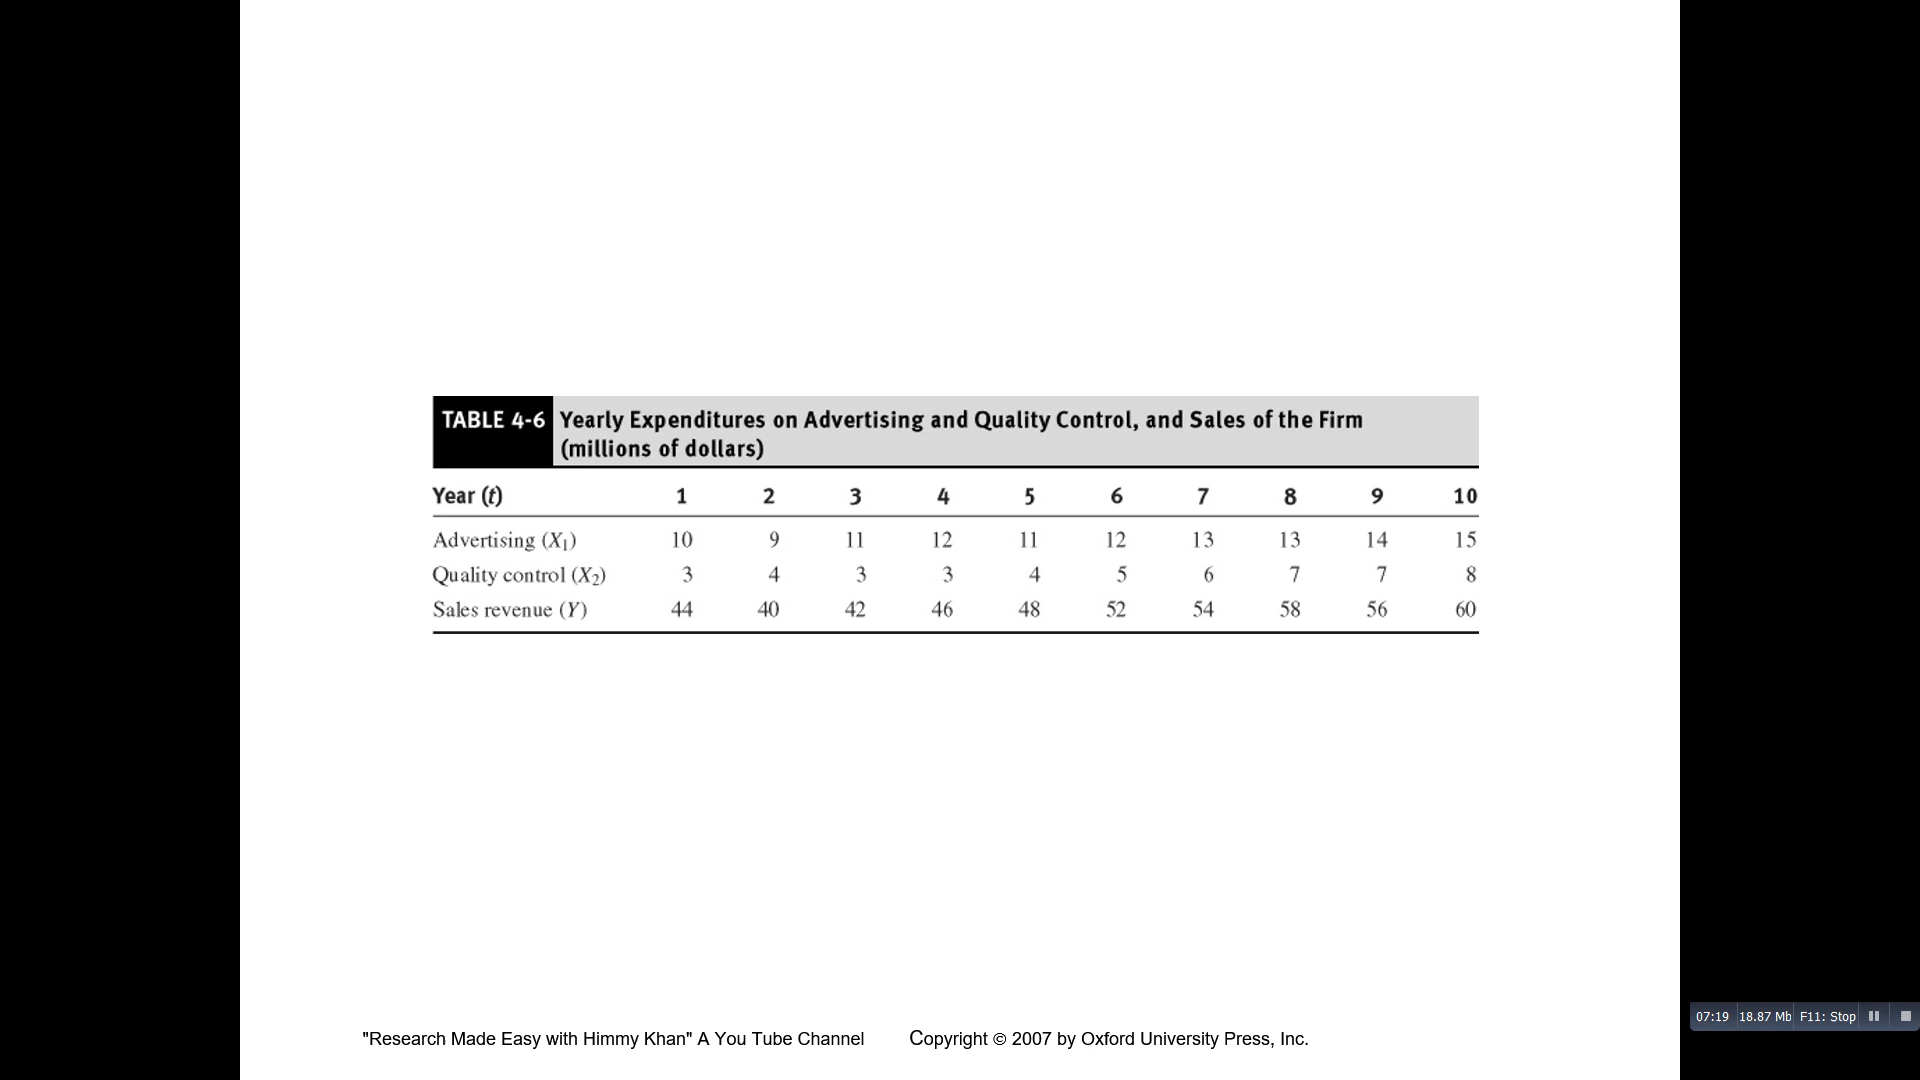 TABLE 4-6 Yearly Expenditures on Advertising and Quality Control, and Sales of the Firm
(millions of dollars)
Year (t) 1 2 3 4 5 6 7 8 9 10
Advertising (X₁) 10 9 11 12 11 12 13 13 14 15
Quality control (X₂) 3 4 3 3 4 5 6 7 7 8
Sales revenue (Y) 44 40 42 46 48 52 54 58 56 60
07:19 18.87 Mb F11: Stop
"Research Made Easy with Himmy Khan" A You Tube Channel Copyright © 2007 by Oxford University Press, Inc.